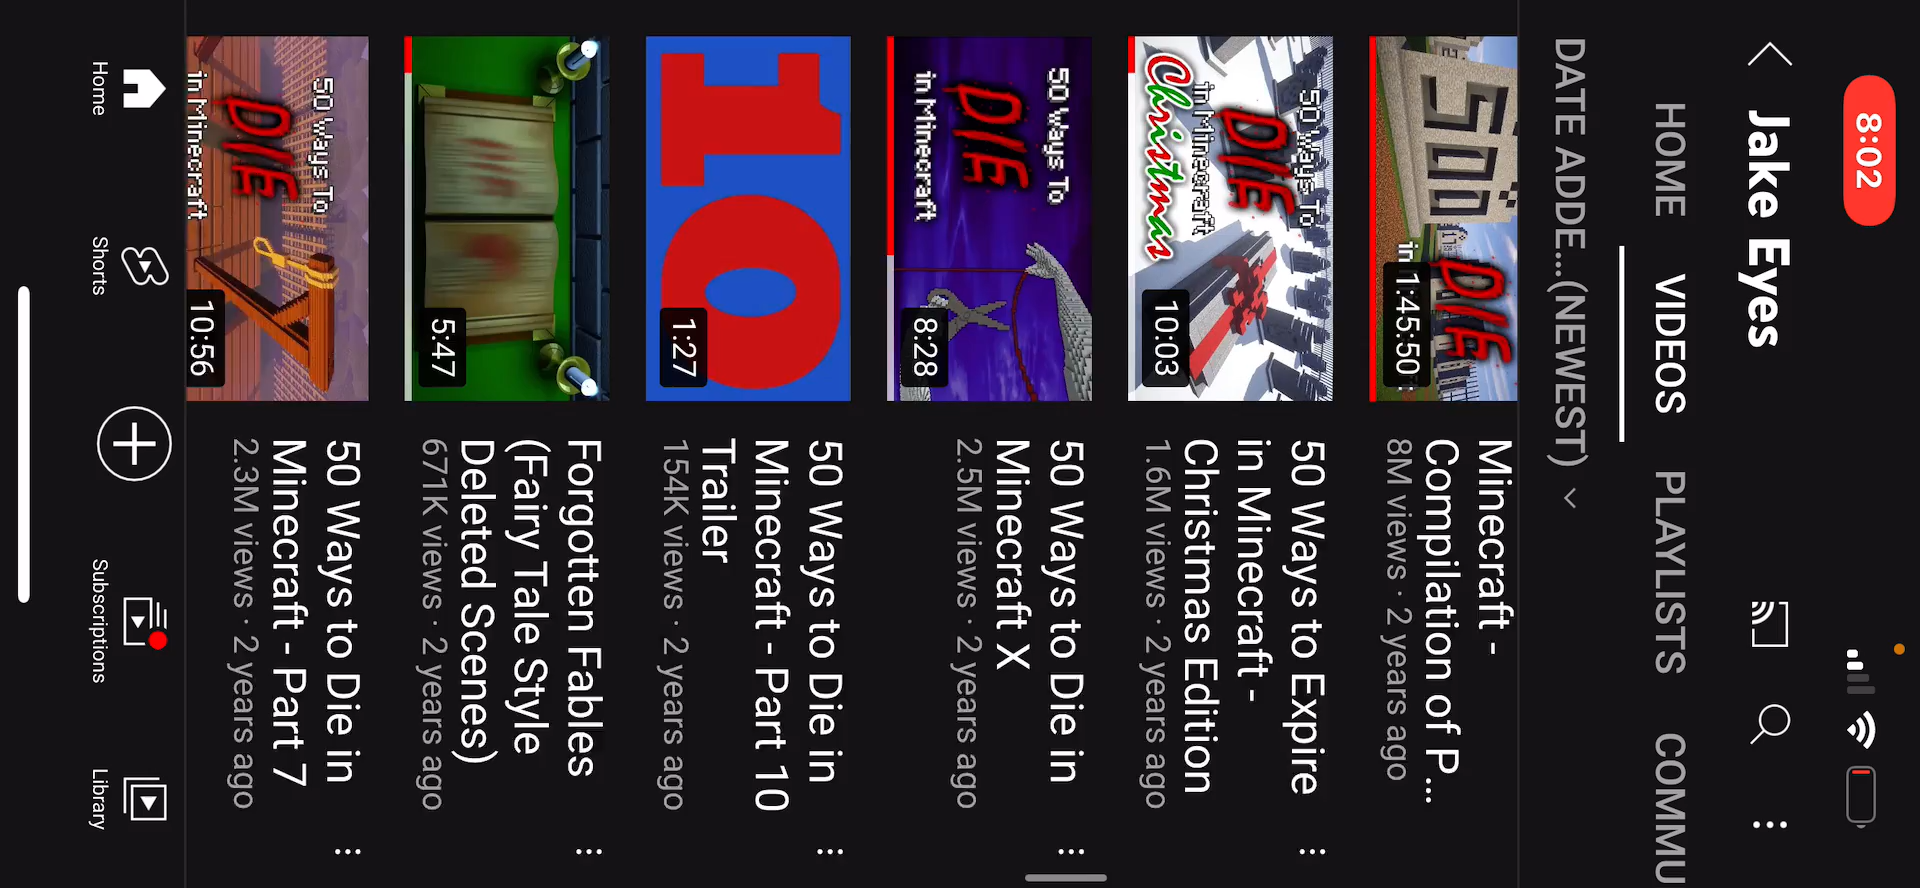 8:02
Jake Eyes
HOME VIDEOS PLAYLISTS COMMU
DATE ADDE...(NEWEST)
500
DIE
in
1:45:50
Minecraft -
Compilation of P...
8M views · 2 years ago
50 Ways To
DIE
in Minecraft
Christmas
10:03
50 Ways to Expire
in Minecraft -
Christmas Edition
1.6M views · 2 years ago
50 Ways To
DIE
in Minecraft
8:28
50 Ways to Die in
Minecraft X
2.5M views · 2 years ago
10
1:27
50 Ways to Die in
Minecraft - Part 10
Trailer
154K views · 2 years ago
5:47
Forgotten Fables
(Fairy Tale Style
Deleted Scenes)
671K views · 2 years ago
50 Ways To
DIE
in Minecraft
10:56
50 Ways to Die in
Minecraft - Part 7
2.3M views · 2 years ago
Home
Shorts
Subscriptions
Library